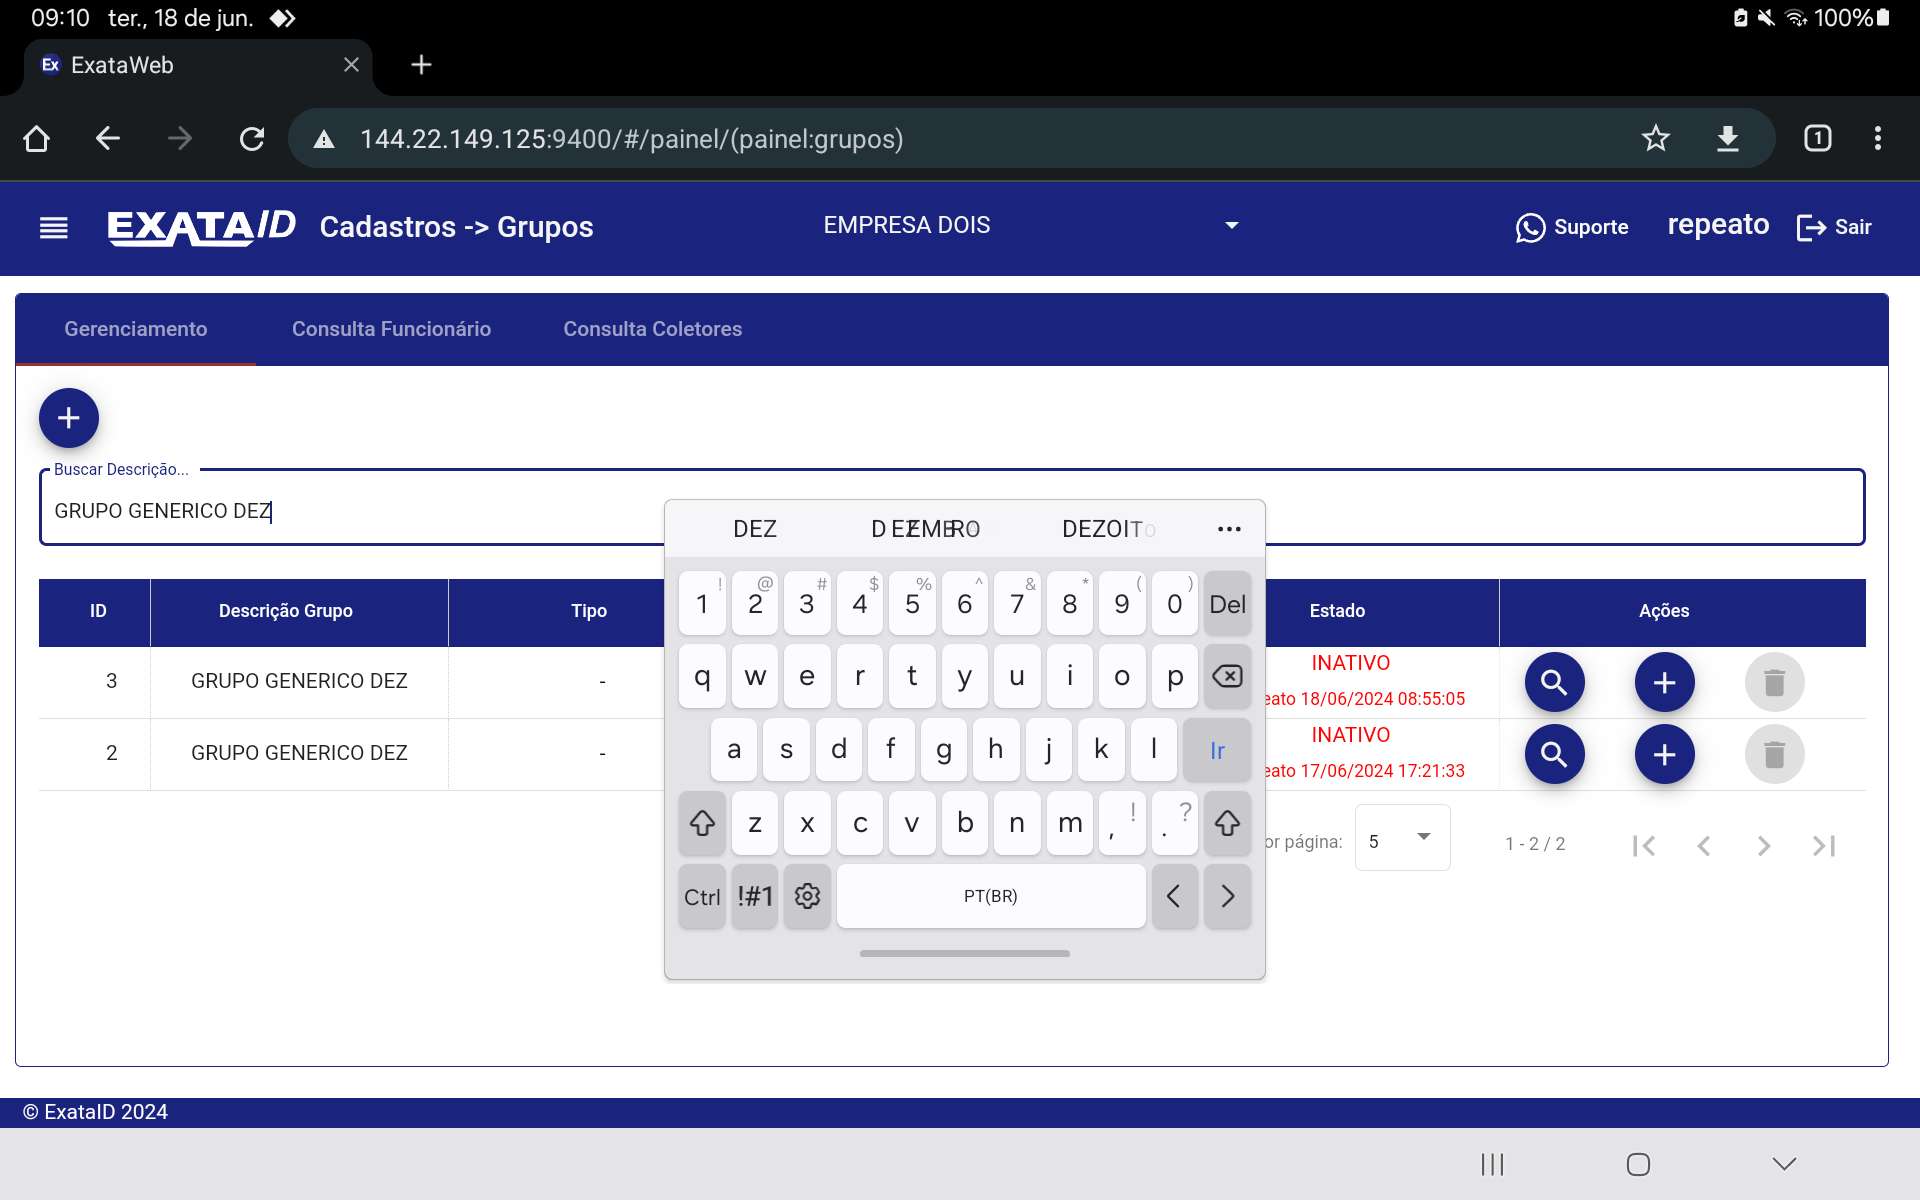 09:10 ter., 18 de jun.
100%
Ex ExataWeb
144.22.149.125:9400/#/painel/(painel:grupos)
1
EXATAID Cadastros -> Grupos EMPRESA DOIS Suporte repeato Sair
Gerenciamento Consulta Funcionário Consulta Coletores
Buscar Descrição...
GRUPO GENERICO DEZ
DEZ DEZOITO
ID Descrição Grupo Tipo Estado Ações
3 GRUPO GENERICO DEZ - INATIVO
eato 18/06/2024 08:55:05
2 GRUPO GENERICO DEZ - INATIVO
eato 17/06/2024 17:21:33
or página: 5 1 - 2 / 2
! @ # $ % ^ & * ( )
1 2 3 4 5 6 7 8 9 0 Del
q w e r t y u i o p
a s d f g h j k l Ir
z x c v b n m , ! . ?
Ctrl !#1 PT(BR)
© ExataID 2024